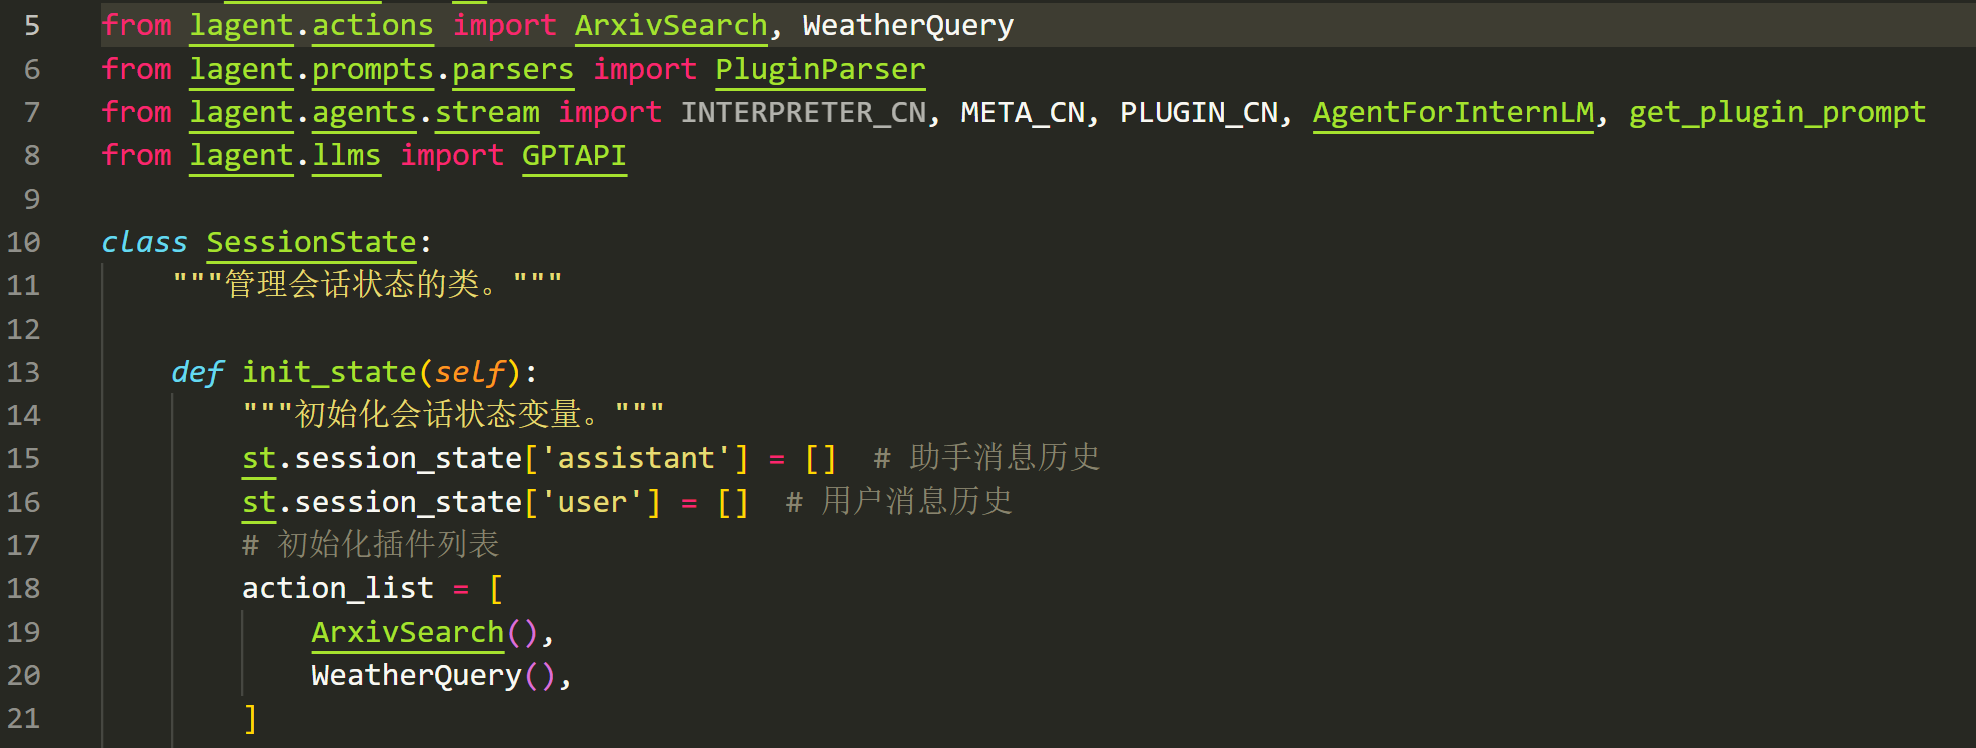 5 from lagent.actions import ArxivSearch, WeatherQuery
6 from lagent.prompts.parsers import PluginParser
7 from lagent.agents.stream import INTERPRETER_CN, META_CN, PLUGIN_CN, AgentForInternLM, get_plugin_prompt
8 from lagent.llms import GPTAPI
9
10 class SessionState:
11     """管理会话状态的类。"""
12
13     def init_state(self):
14         """初始化会话状态变量。"""
15         st.session_state['assistant'] = []  # 助手消息历史
16         st.session_state['user'] = []  # 用户消息历史
17         # 初始化插件列表
18         action_list = [
19             ArxivSearch(),
20             WeatherQuery(),
21         ]